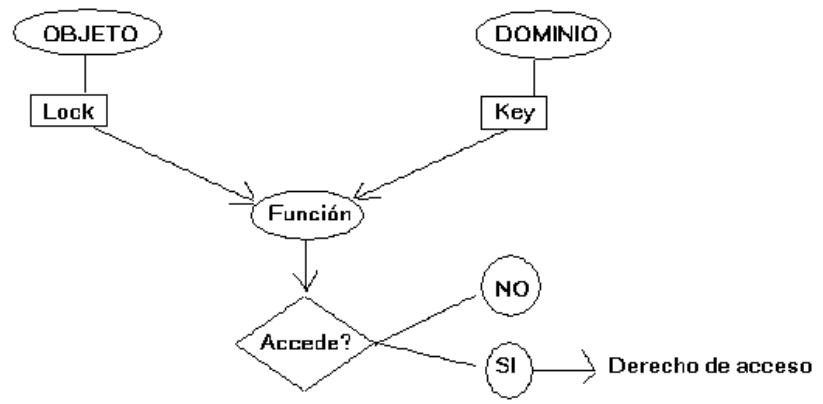 OBJETO
DOMINIO
Lock
Key
Función
Accede?
NO
SI
Derecho de acceso